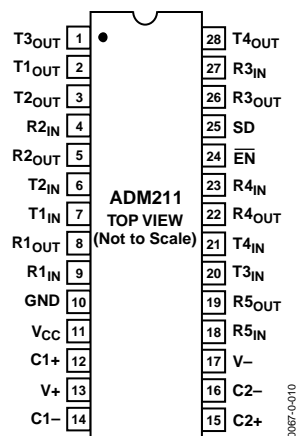 T3OUT 1
T1OUT 2
T2OUT 3
R2IN 4
R2OUT 5
T2IN 6
T1IN 7
R1OUT 8
R1IN 9
GND 10
VCC 11
C1+ 12
V+ 13
C1– 14
ADM211
TOP VIEW
(Not to Scale)
28 T4OUT
27 R3IN
26 R3OUT
25 SD
24 E̅N̅
23 R4IN
22 R4OUT
21 T4IN
20 T3IN
19 R5OUT
18 R5IN
17 V–
16 C2–
15 C2+
0067-0-010